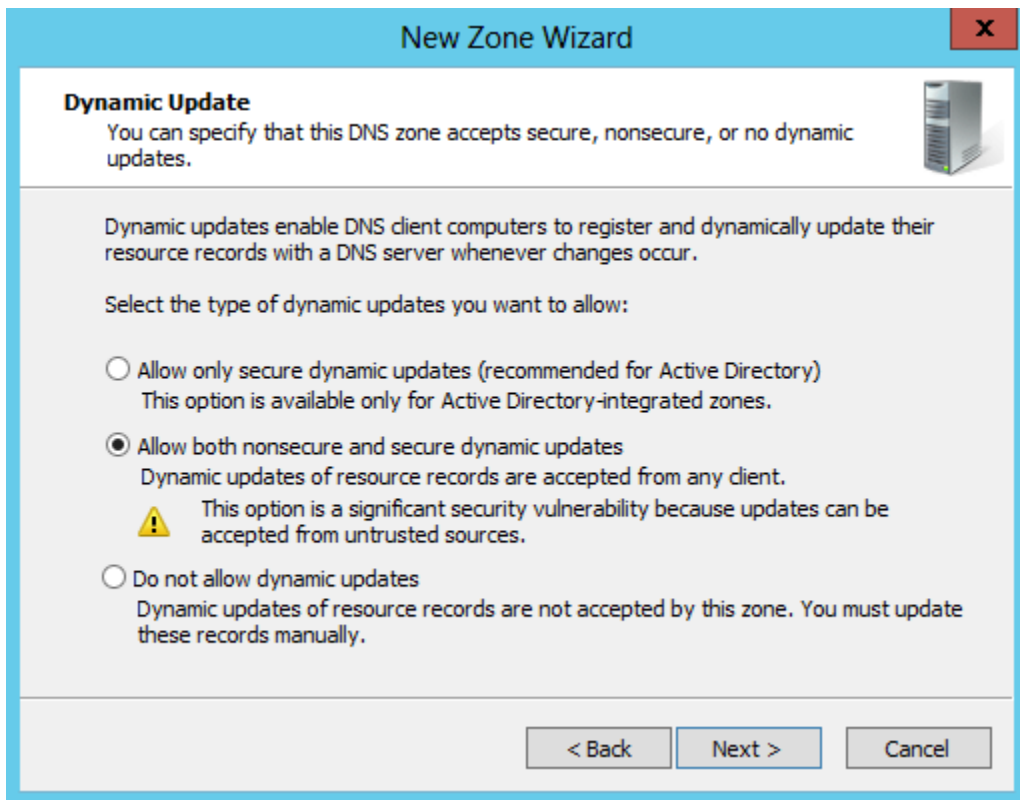 New Zone Wizard
x
Dynamic Update
You can specify that this DNS zone accepts secure, nonsecure, or no dynamic
updates.
Dynamic updates enable DNS client computers to register and dynamically update their
resource records with a DNS server whenever changes occur.
Select the type of dynamic updates you want to allow:
Allow only secure dynamic updates (recommended for Active Directory)
This option is available only for Active Directory-integrated zones.
Allow both nonsecure and secure dynamic updates
Dynamic updates of resource records are accepted from any client.
This option is a significant security vulnerability because updates can be
accepted from untrusted sources.
Do not allow dynamic updates
Dynamic updates of resource records are not accepted by this zone. You must update
these records manually.
< Back Next > Cancel